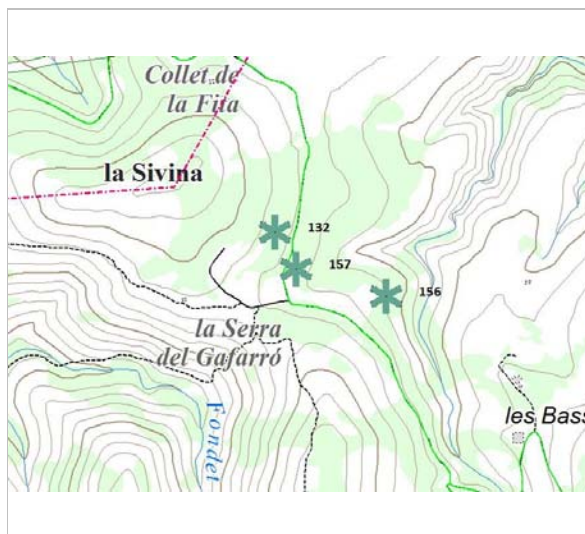 Collet de
la Fita
la Sivina
132
157
156
la Serra
del Gafarró
Fondet
les Bass